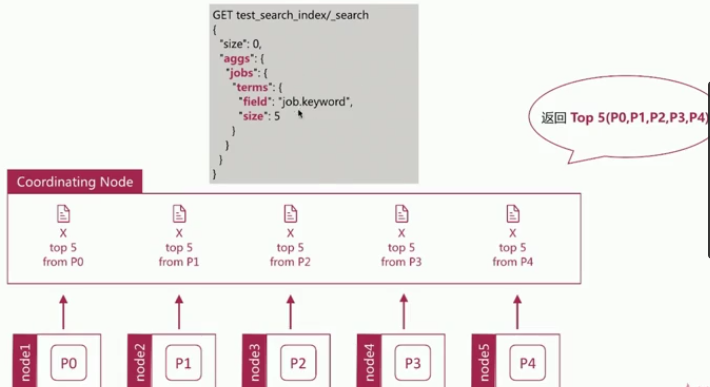 GET test_search_index/_search
{
"size": 0,
"aggs": {
"jobs": {
"terms": {
"field": "job.keyword",
"size": 5
}
}
}
}
返回 Top 5(P0,P1,P2,P3,P4)
Coordinating Node
X
top 5
from P0
X
top 5
from P1
X
top 5
from P2
X
top 5
from P3
X
top 5
from P4
node1
P0
node2
P1
node3
P2
node4
P3
node5
P4